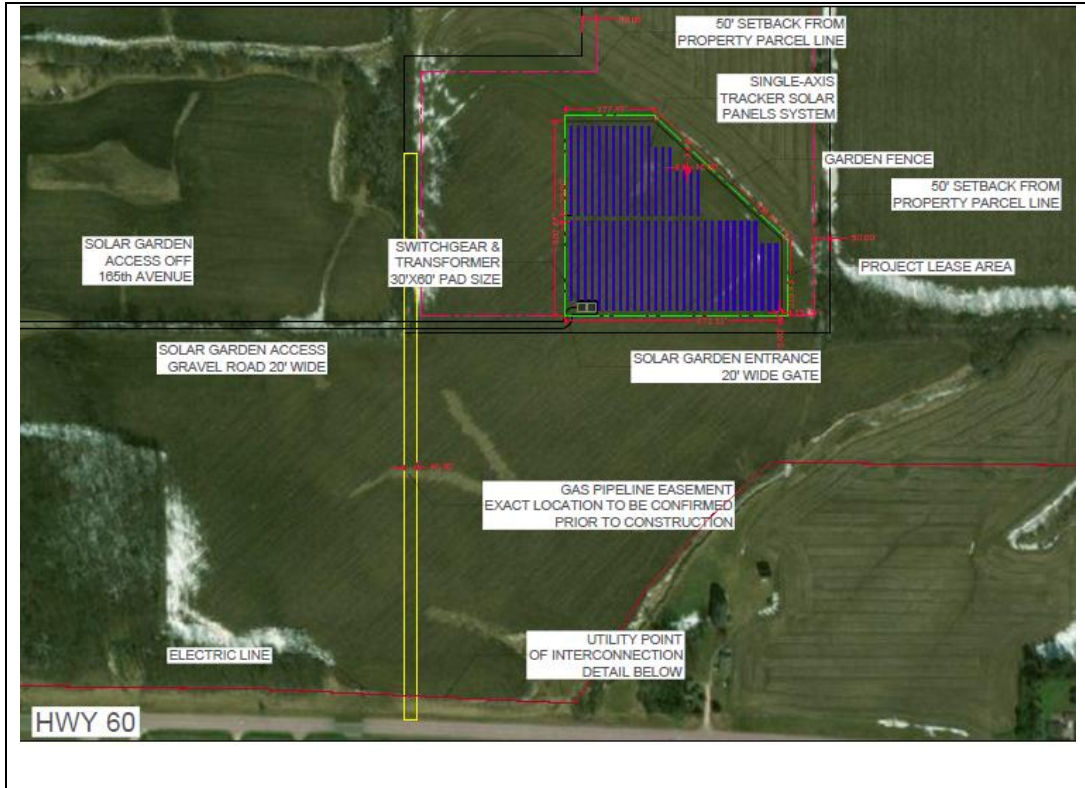 50' SETBACK FROM
PROPERTY PARCEL LINE
SINGLE-AXIS
TRACKER SOLAR
PANELS SYSTEM
GARDEN FENCE
50' SETBACK FROM
PROPERTY PARCEL LINE
SOLAR GARDEN
ACCESS OFF
165th AVENUE
SWITCHGEAR &
TRANSFORMER
30'X60' PAD SIZE
PROJECT LEASE AREA
SOLAR GARDEN ACCESS
GRAVEL ROAD 20' WIDE
SOLAR GARDEN ENTRANCE
20' WIDE GATE
GAS PIPELINE EASEMENT
EXACT LOCATION TO BE CONFIRMED
PRIOR TO CONSTRUCTION
UTILITY POINT
OF INTERCONNECTION
DETAIL BELOW
ELECTRIC LINE
HWY 60